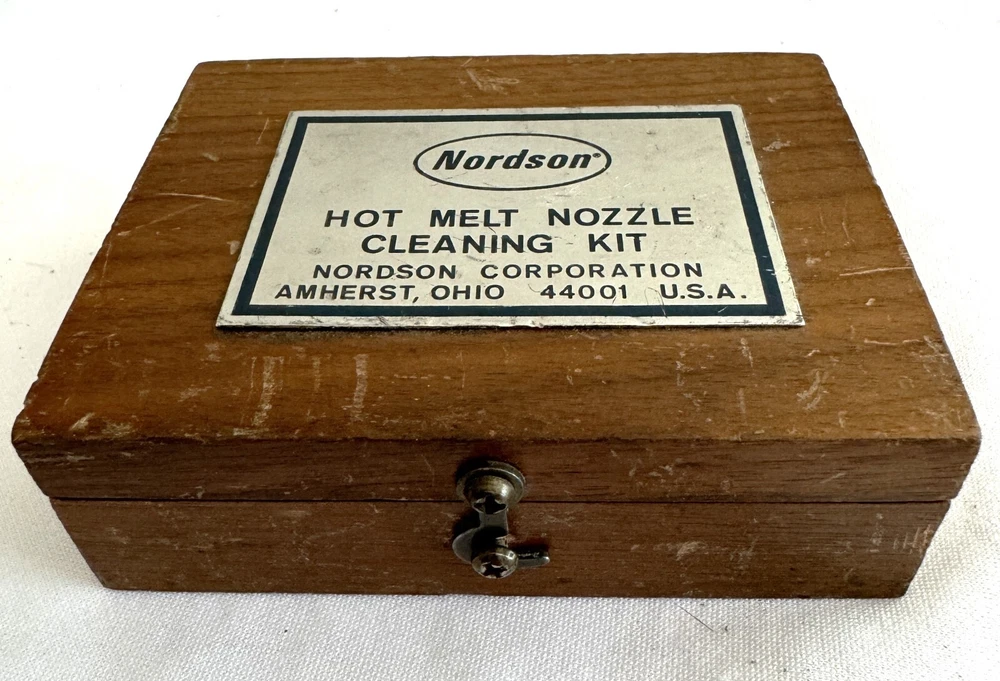 Nordson®
HOT MELT NOZZLE
CLEANING KIT
NORDSON CORPORATION
AMHERST, OHIO 44001 U.S.A.